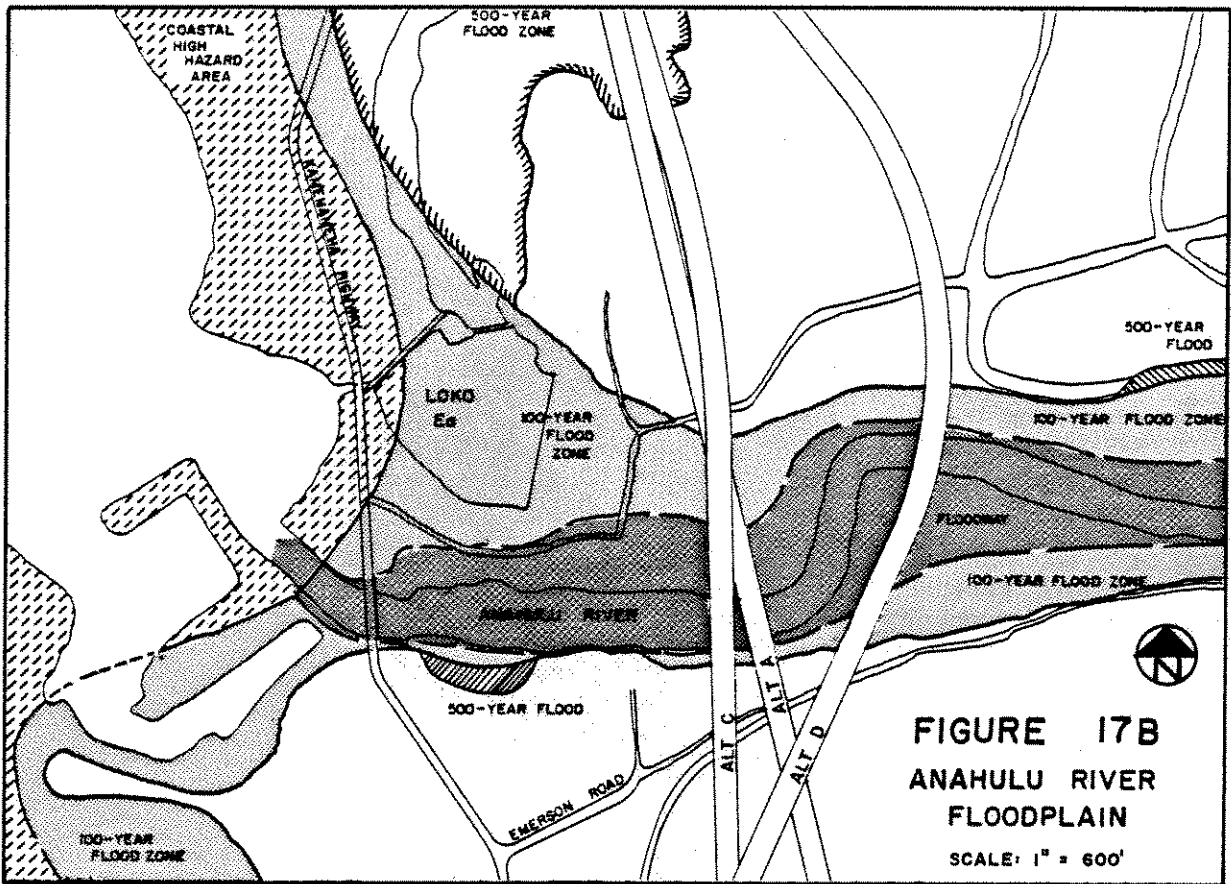 COASTAL
HIGH
HAZARD
AREA
500-YEAR
FLOOD ZONE
KAMEHAMEHA HIGHWAY
LOKO
Ea
100-YEAR
FLOOD
ZONE
500-YEAR
FLOOD
100-YEAR FLOOD ZONE
FLOODWAY
100-YEAR FLOOD ZONE
ANAHULU RIVER
500-YEAR FLOOD
ALT C
ALT A
ALT D
EMERSON ROAD
100-YEAR
FLOOD ZONE
N
FIGURE 17B
ANAHULU RIVER
FLOODPLAIN
SCALE: 1" = 600'